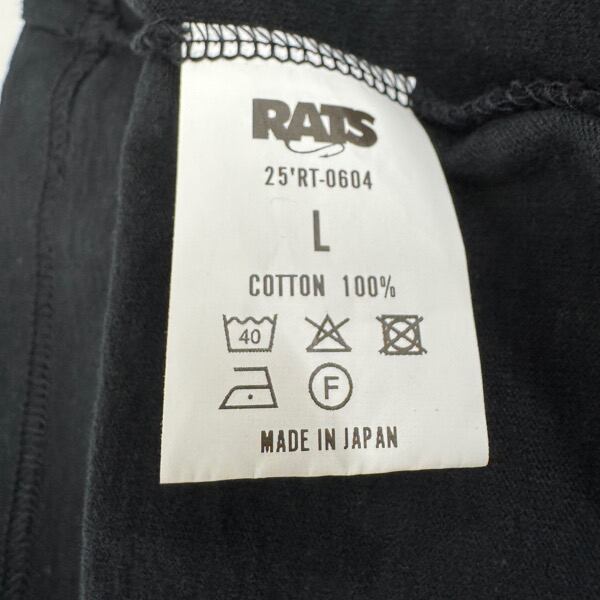 RATS
25'RT-0604
L
COTTON 100%
40
F
MADE IN JAPAN